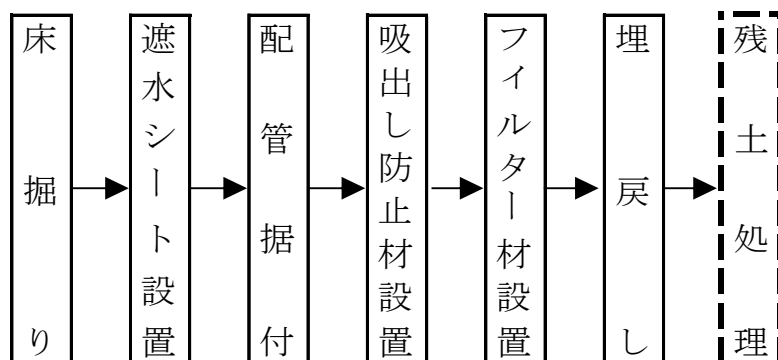 床掘り
遮水シート設置
配管据付
吸出し防止材設置
フィルター材設置
埋戻し
残土処理